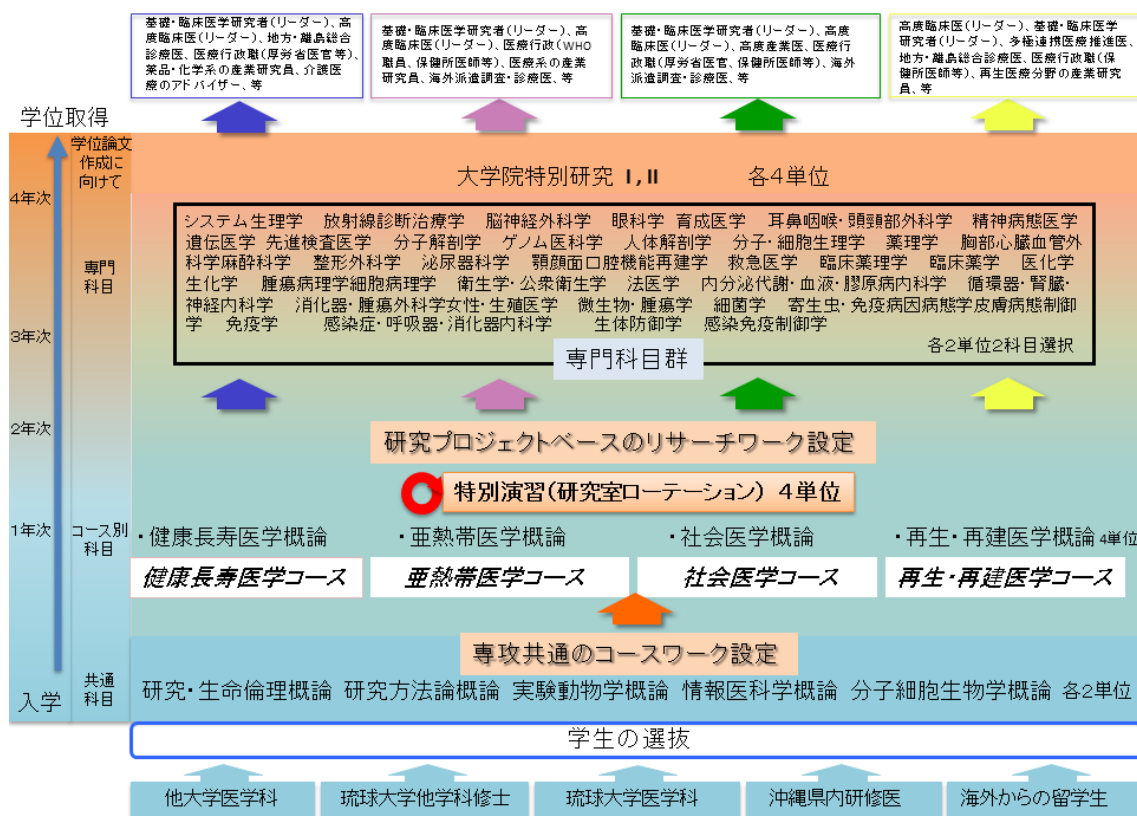 基礎・臨床医学研究者(リーダー)、高
度臨床医(リーダー)、地方・離島総合
診療医、医療行政職(厚労省医官等)、
薬品・化学系の産業研究員、介護医
療のアドバイザー、等
基礎・臨床医学研究者(リーダー)、高
度臨床医(リーダー)、医療行政(WHO
職員、保健所医師等)、医療系の産業
研究員、海外派遣調査・診療医、等
基礎・臨床医学研究者(リーダー)、高度
臨床医(リーダー)、高度産業医、医療行
政職(厚労省医官、保健所医師等)、海外
派遣調査・診療医、等
高度臨床医(リーダー)、基礎・臨床医学
研究者(リーダー)、多極連携医療推進医、
地方・離島総合診療医、医療行政職(保
健所医師等)、再生医療分野の産業研究
員、等
学位取得
学位論文
作成に
向けて
4年次
大学院特別研究 I,II 各4単位
システム生理学 放射線診断治療学 脳神経外科学 眼科学 育成医学 耳鼻咽喉・頭頸部外科学 精神病態医学
遺伝医学 先進検査医学 分子解剖学 ゲノム医科学 人体解剖学 分子・細胞生理学 薬理学 胸部心臓血管外
科学麻酔科学 整形外科学 泌尿器科学 顎顔面口腔機能再建学 救急医学 臨床薬理学 臨床薬学 医化学
生化学 腫瘍病理学細胞病理学 衛生学・公衆衛生学 法医学 内分泌代謝・血液・膠原病内科学 循環器・腎臓・
神経内科学 消化器・腫瘍外科学女性・生殖医学 微生物・腫瘍学 細菌学 寄生虫・免疫病因病態学皮膚病態制御
学 免疫学 感染症・呼吸器・消化器内科学 生体防御学 感染免疫制御学
各2単位2科目選択
専門
科目
専門科目群
3年次
2年次
研究プロジェクトベースのリサーチワーク設定
特別演習(研究室ローテーション) 4単位
1年次
コース別
科目
・健康長寿医学概論 ・亜熱帯医学概論 ・社会医学概論 ・再生・再建医学概論 4単位
健康長寿医学コース 亜熱帯医学コース 社会医学コース 再生・再建医学コース
専攻共通のコースワーク設定
入学
共通
科目
研究・生命倫理概論 研究方法論概論 実験動物学概論 情報医科学概論 分子細胞生物学概論 各2単位
学生の選抜
他大学医学科 琉球大学他学科修士 琉球大学医学科 沖縄県内研修医 海外からの留学生